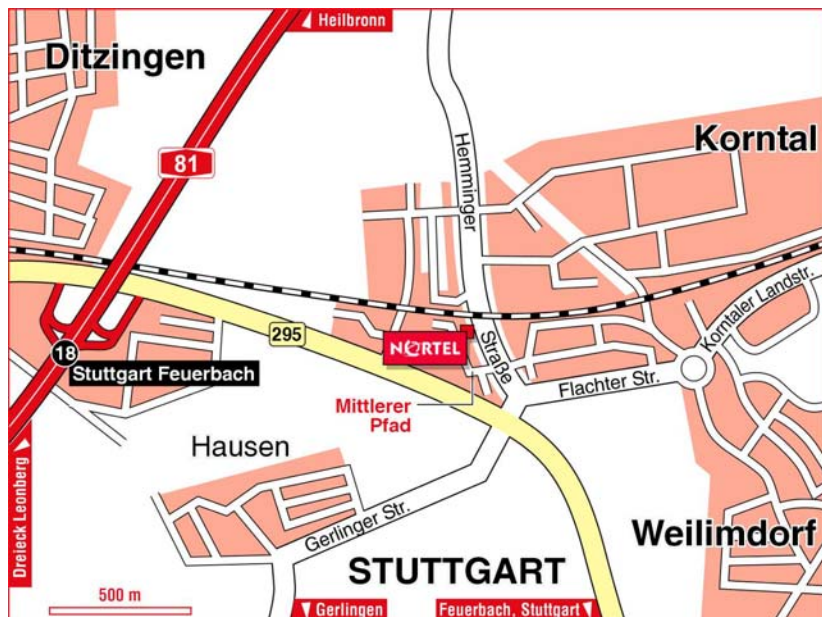 Heilbronn
Ditzingen
81
Hemminger
Korntal
295
NORTEL
Straße
Korntaler Landstr.
18
Stuttgart Feuerbach
Flachter Str.
Mittlerer
Pfad
Hausen
Dreieck Leonberg
Gerlinger Str.
Weilimdorf
STUTTGART
500 m
Gerlingen
Feuerbach, Stuttgart